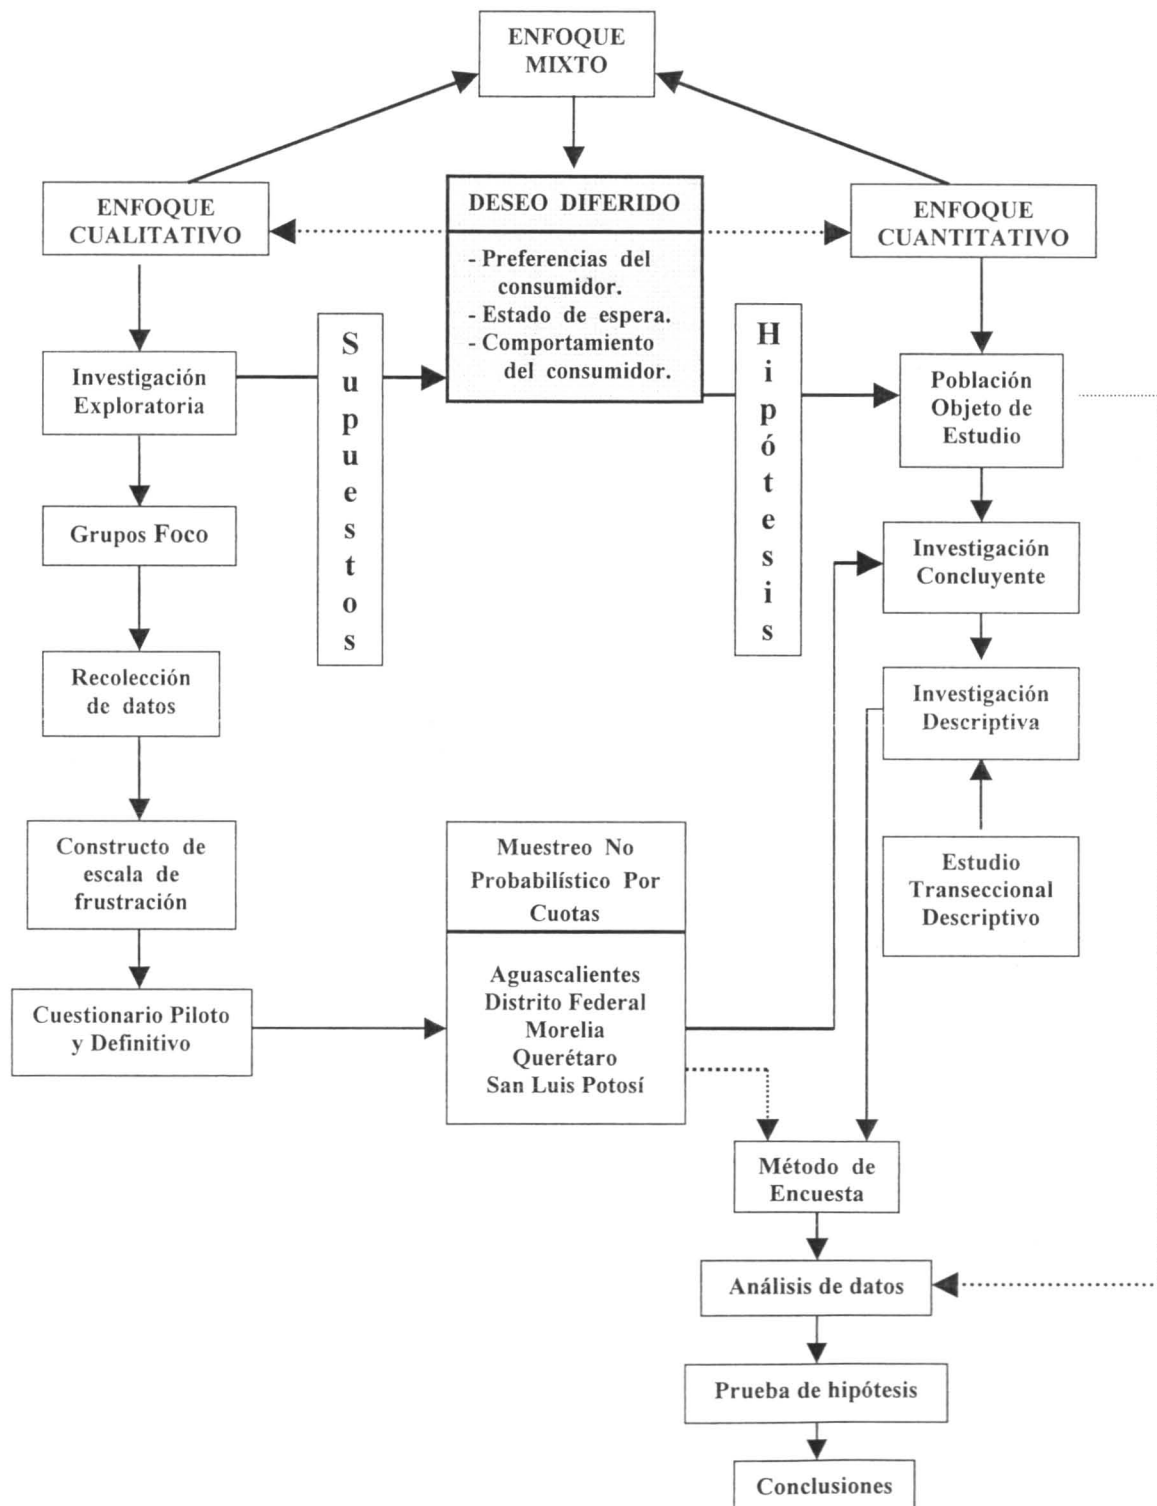 ENFOQUE
MIXTO
ENFOQUE
CUALITATIVO
DESEO DIFERIDO
- Preferencias del
consumidor.
- Estado de espera.
- Comportamiento
del consumidor.
ENFOQUE
CUANTITATIVO
Supuestos
Hipótesis
Investigación
Exploratoria
Población
Objeto de
Estudio
Grupos Foco
Investigación
Concluyente
Recolección
de datos
Investigación
Descriptiva
Constructo de
escala de
frustración
Muestreo No
Probabilístico Por
Cuotas
Estudio
Transeccional
Descriptivo
Cuestionario Piloto
y Definitivo
Aguascalientes
Distrito Federal
Morelia
Querétaro
San Luis Potosí
Método de
Encuesta
Análisis de datos
Prueba de hipótesis
Conclusiones